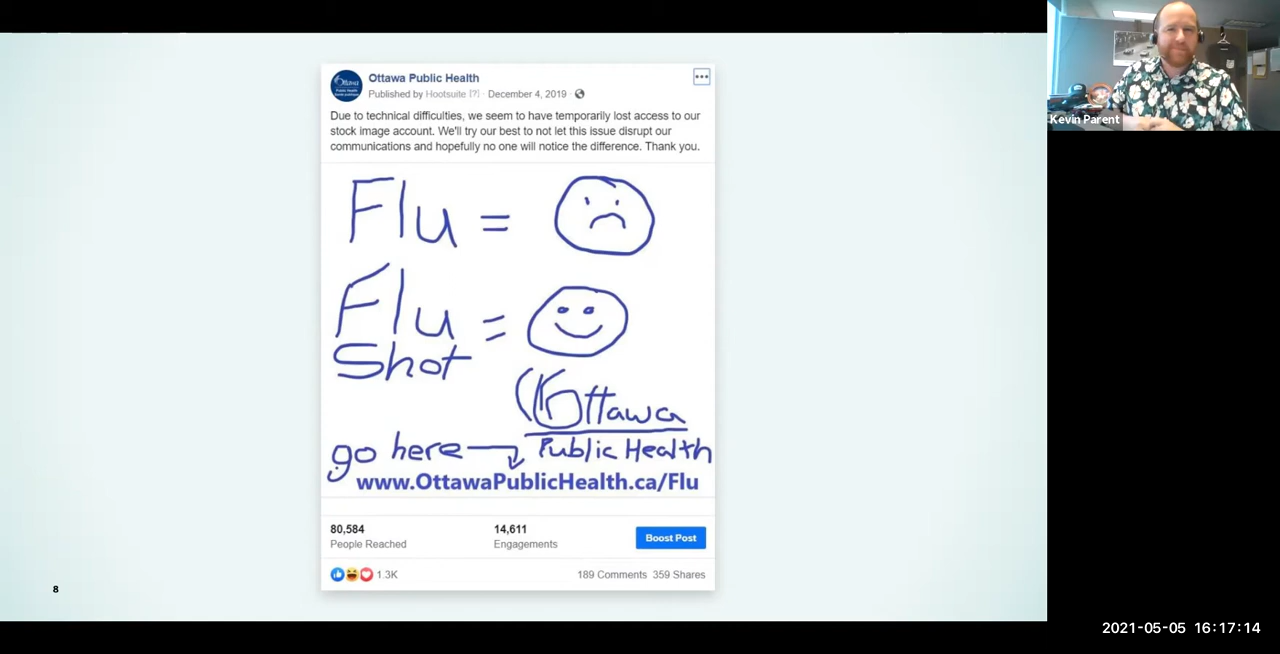 Ottawa Public Health
Published by Hootsuite [?] · December 4, 2019 ·
Due to technical difficulties, we seem to have temporarily lost access to our
stock image account. We'll try our best to not let this issue disrupt our
communications and hopefully no one will notice the difference. Thank you.
Flu =
Flu =
Shot
Ottawa
Public Health
go here
www.OttawaPublicHealth.ca/Flu
80,584
People Reached
14,611
Engagements
Boost Post
1.3K
189 Comments 359 Shares
8
Kevin Parent
2021-05-05 16:17:14